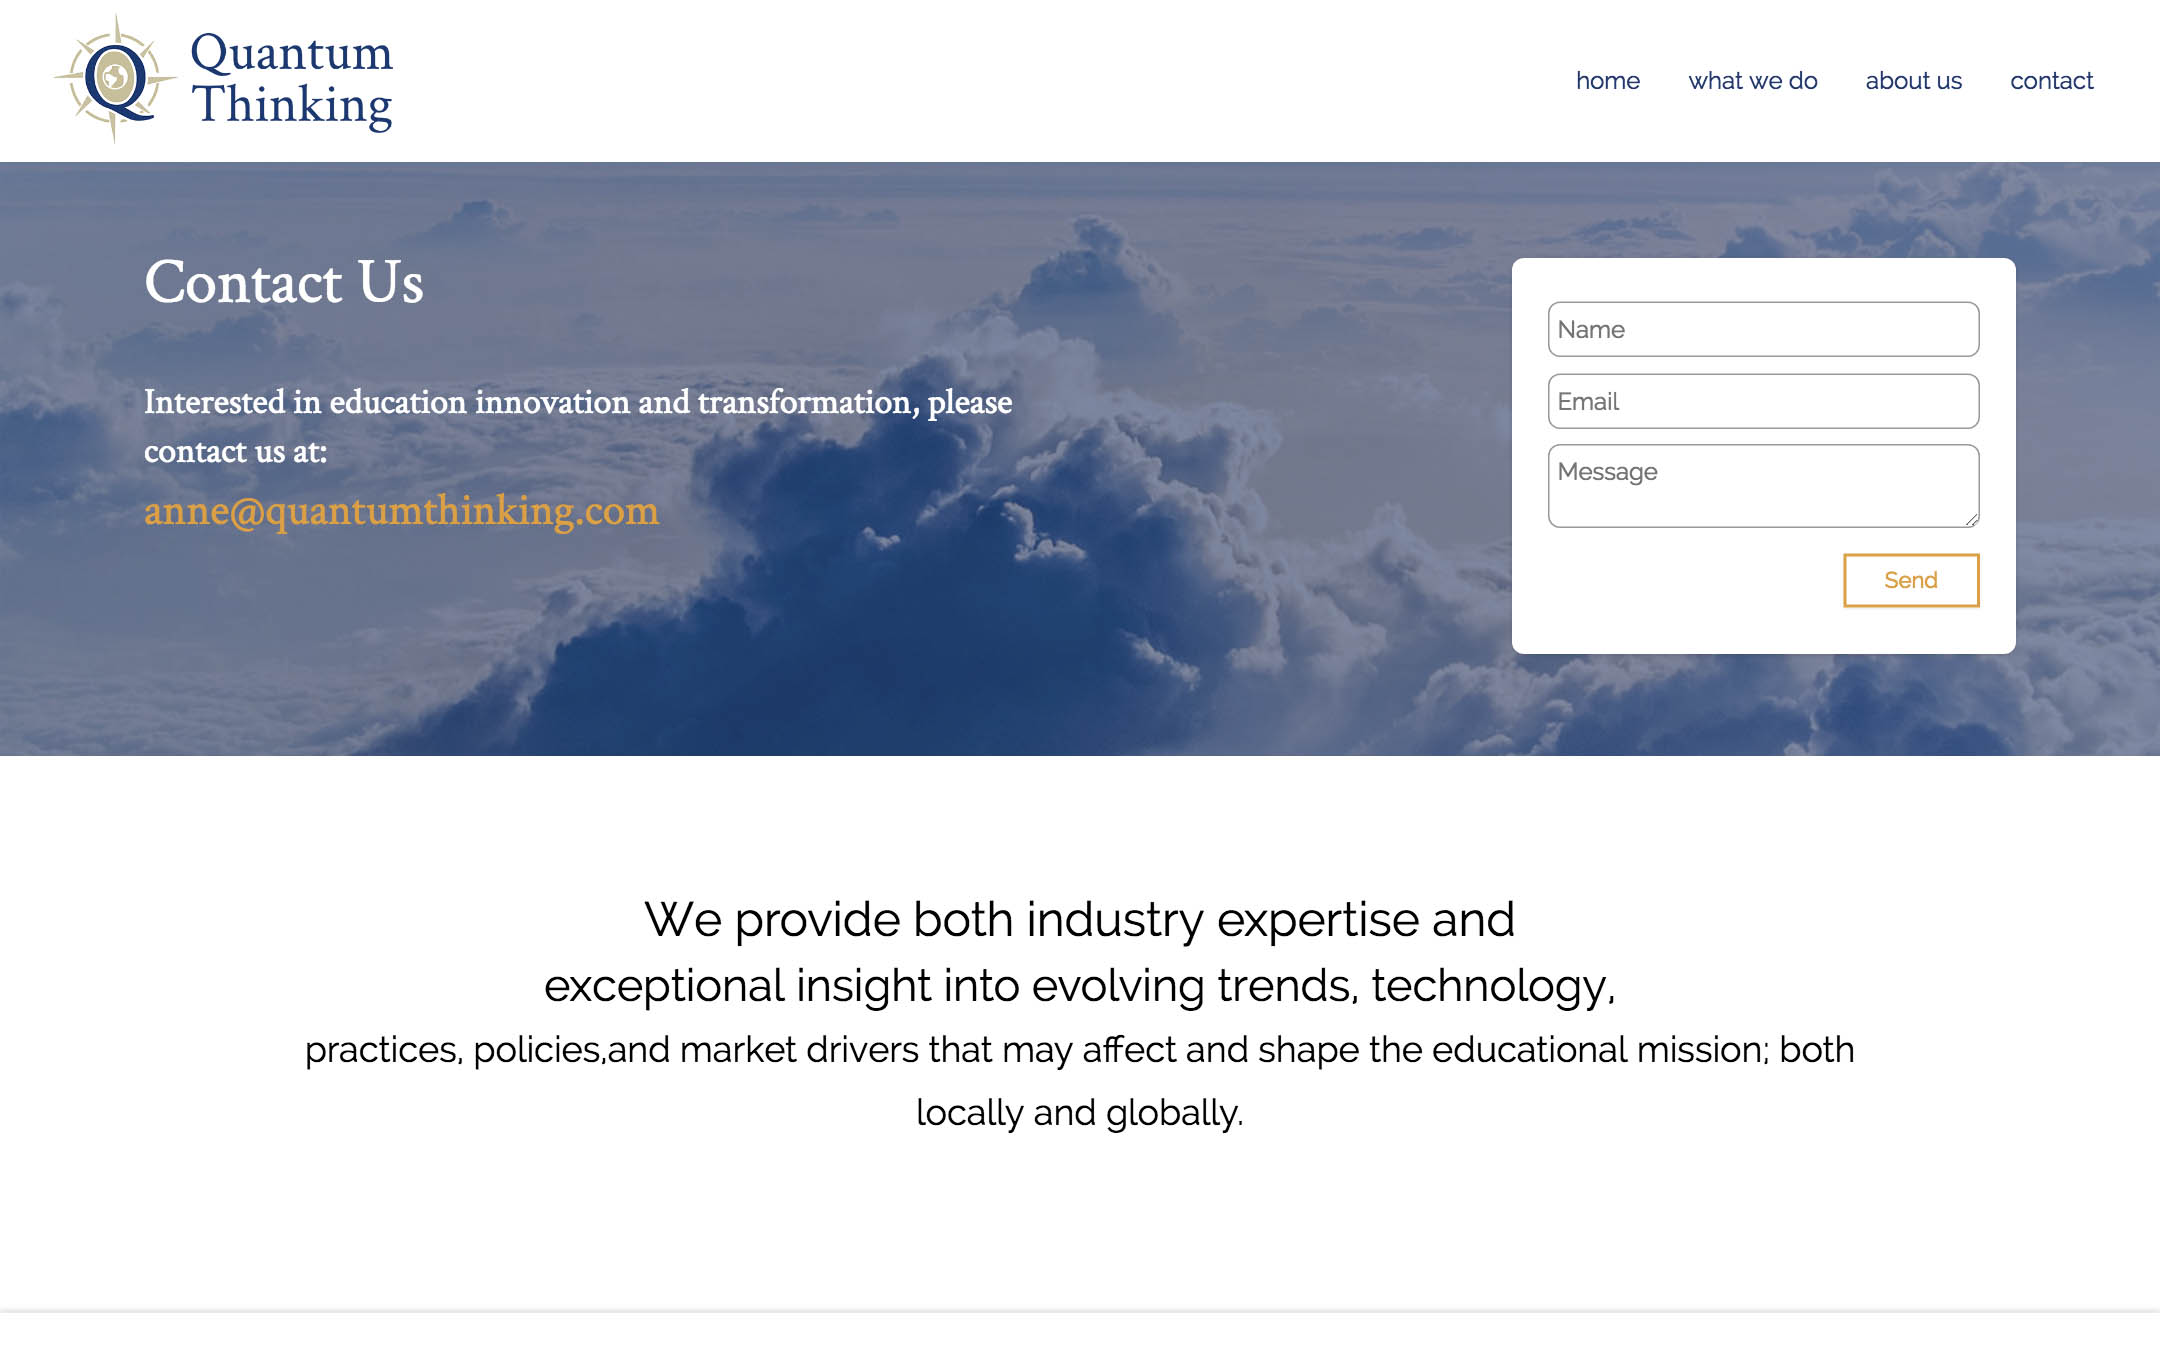 Quantum
Thinking
home what we do about us contact
Contact Us
Interested in education innovation and transformation, please
contact us at:
anne@quantumthinking.com
Name
Email
Message
Send
We provide both industry expertise and
exceptional insight into evolving trends, technology,
practices, policies,and market drivers that may affect and shape the educational mission; both
locally and globally.